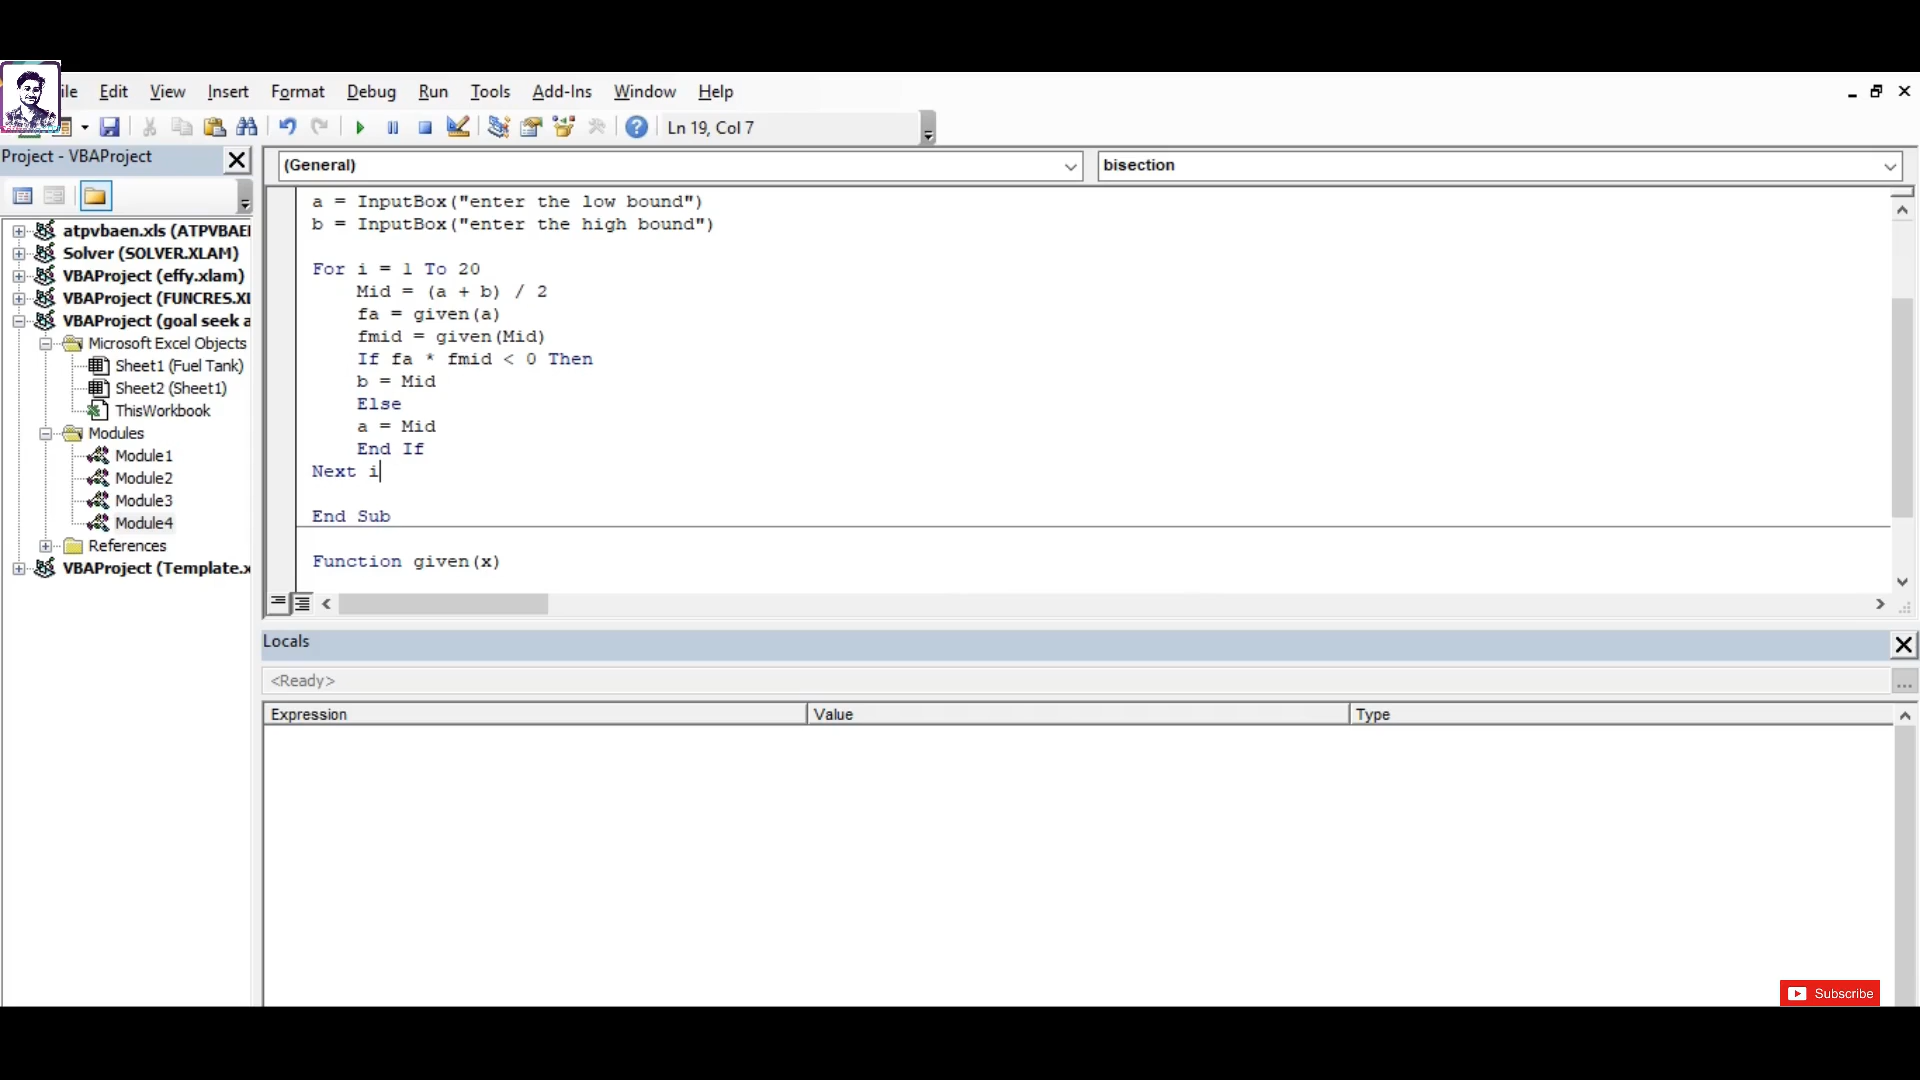 ile Edit View Insert Format Debug Run Tools Add-Ins Window Help
Ln 19, Col 7
Project - VBAProject
(General)
bisection
atpvbaen.xls (ATPVBAEI
Solver (SOLVER.XLAM)
VBAProject (effy.xlam)
VBAProject (FUNCRES.XL
VBAProject (goal seek a
Microsoft Excel Objects
Sheet1 (Fuel Tank)
Sheet2 (Sheet1)
ThisWorkbook
Modules
Module1
Module2
Module3
Module4
References
VBAProject (Template.x
a = InputBox("enter the low bound")
b = InputBox("enter the high bound")
For i = 1 To 20
Mid = (a + b) / 2
fa = given(a)
fmid = given(Mid)
If fa * fmid < 0 Then
b = Mid
Else
a = Mid
End If
Next i
End Sub
Function given(x)
Locals
<Ready>
...
Expression Value Type
Subscribe